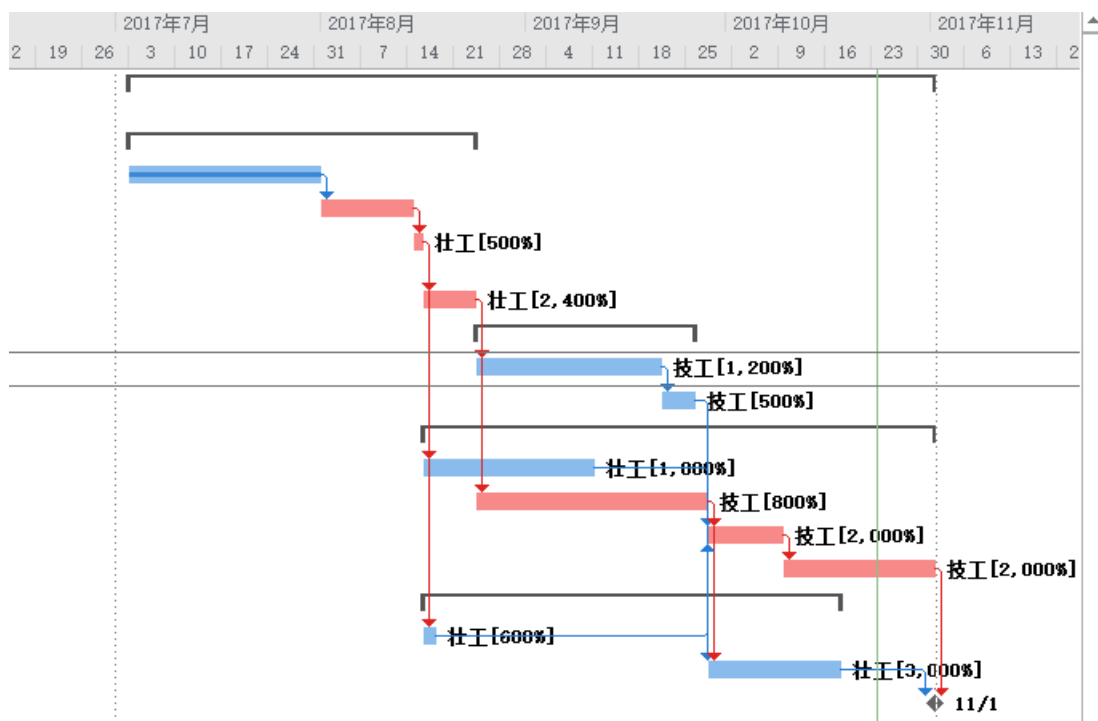 2017年7月 2017年8月 2017年9月 2017年10月 2017年11月
2 19 26 3 10 17 24 31 7 14 21 28 4 11 18 25 2 9 16 23 30 6 13 2
壮工[500%]
壮工[2,400%]
技工[1,200%]
技工[500%]
壮工[1,000%]
技工[800%]
技工[2,000%]
技工[2,000%]
壮工[600%]
壮工[3,000%]
11/1